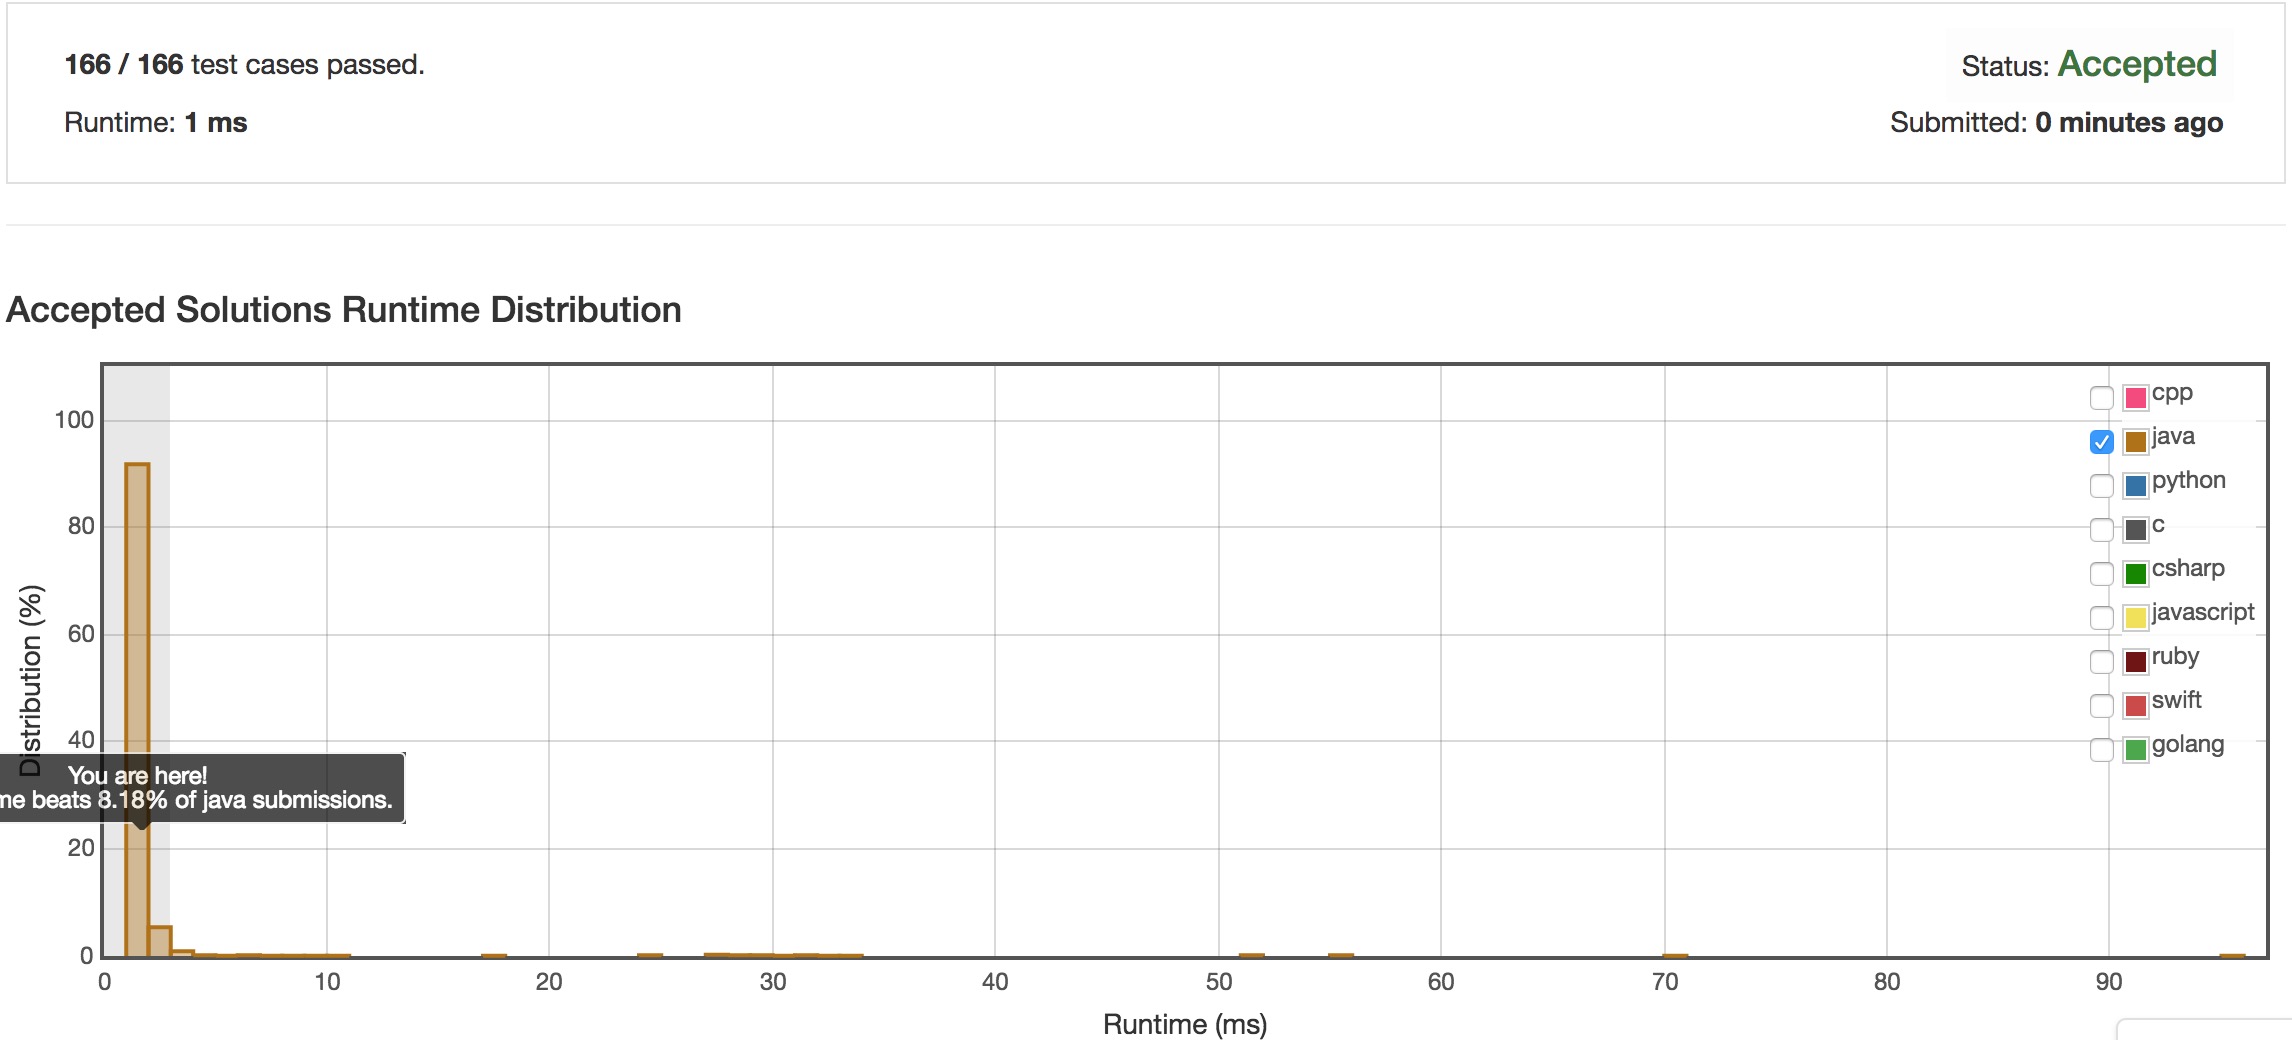 166 / 166 test cases passed.
Status: Accepted
Runtime: 1 ms
Submitted: 0 minutes ago
Accepted Solutions Runtime Distribution
Distribution (%)
100
80
60
40
20
0
You are here!
beats 8.18% of java submissions.
cpp
java
python
c
csharp
javascript
ruby
swift
golang
0 10 20 30 40 50 60 70 80 90
Runtime (ms)